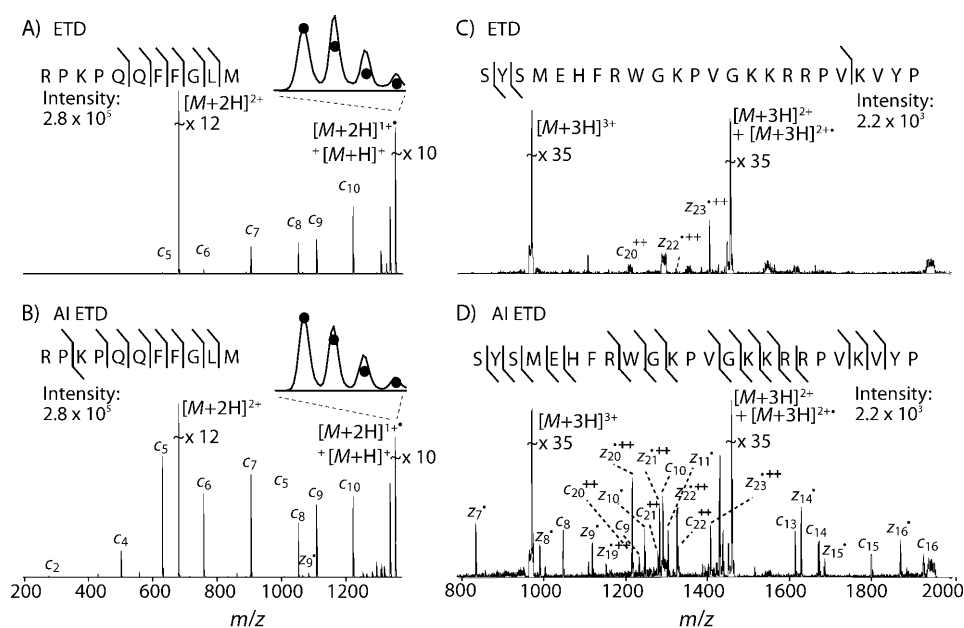 A) ETD
R P K P Q Q F F G L M
Intensity:
2.8 x 10⁵
[M+2H]²⁺
~x 12
[M+2H]¹⁺•
+[M+H]⁺ ~x 10
c₅
c₆
c₇
c₈
c₉
c₁₀
B) AI ETD
R P K P Q Q F F G L M
Intensity:
2.8 x 10⁵
[M+2H]²⁺
~x 12
[M+2H]¹⁺•
+[M+H]⁺ ~x 10
c₂
c₄
c₅
c₆
c₇
c₅
c₈
z₉•
c₉
c₁₀
200 400 600 800 1000 1200
m/z
C) ETD
S Y S M E H F R W G K P V G K K R R P V K V Y P
[M+3H]³⁺
~x 35
[M+3H]²⁺
+ [M+3H]²⁺•
~x 35
Intensity:
2.2 x 10³
c₂₀⁺⁺
z₂₂•⁺⁺
z₂₃•⁺⁺
D) AI ETD
S Y S M E H F R W G K P V G K K R R P V K V Y P
[M+3H]³⁺
~x 35
[M+3H]²⁺
+ [M+3H]²⁺•
~x 35
Intensity:
2.2 x 10³
z₂₀•⁺⁺
z₂₁•⁺⁺
c₁₀
z₁₁•
c₂₀⁺⁺
z₁₀•
z₂₂•⁺⁺
z₂₃•⁺⁺
z₇•
z₈•
c₈
z₉•
c₉
c₂₁⁺⁺
z₁₉•⁺⁺
c₂₂⁺⁺
z₁₄•
c₁₃
c₁₄
z₁₅•
c₁₅
z₁₆•
c₁₆
800 1000 1200 1400 1600 1800 2000
m/z